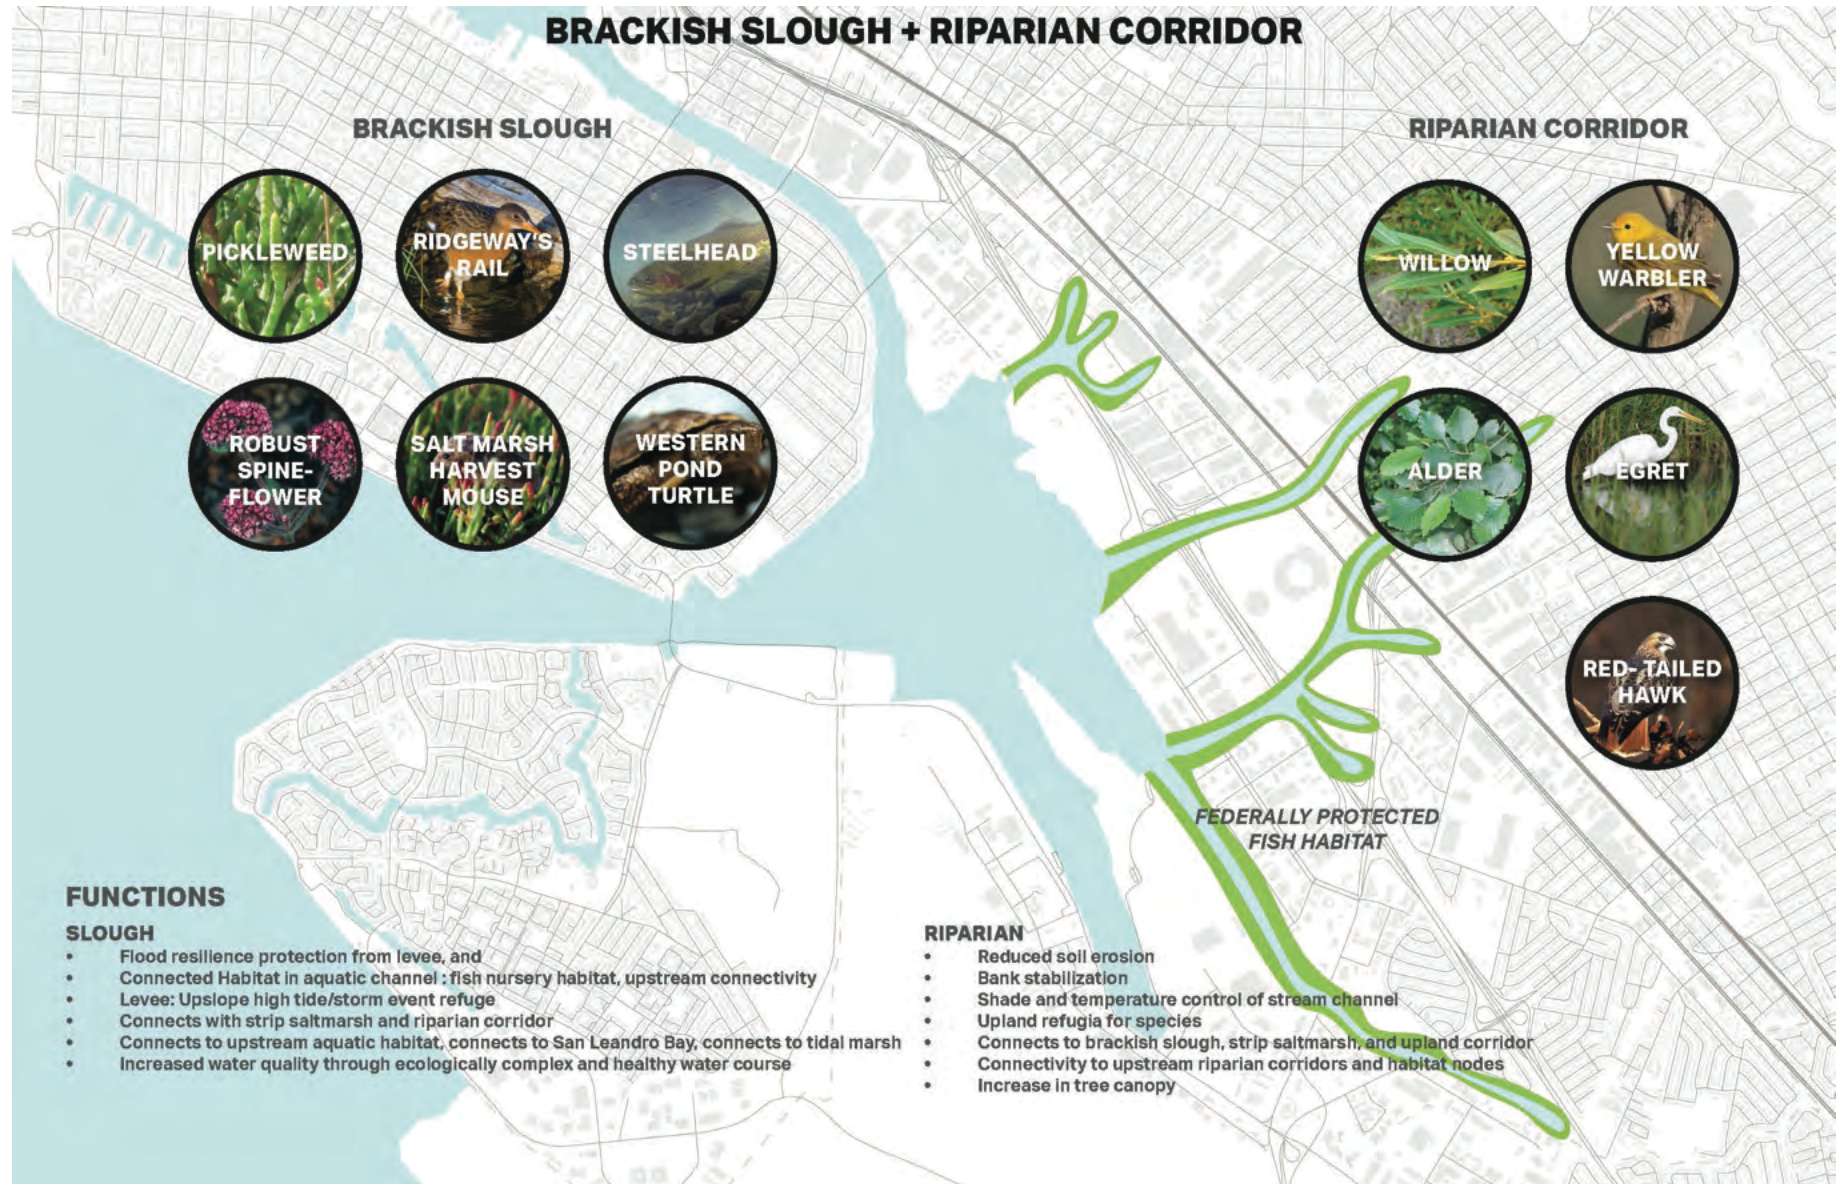 BRACKISH SLOUGH + RIPARIAN CORRIDOR
BRACKISH SLOUGH
PICKLEWEED
RIDGEWAY'S
RAIL
STEELHEAD
ROBUST
SPINE-
FLOWER
SALT MARSH
HARVEST
MOUSE
WESTERN
POND
TURTLE
RIPARIAN CORRIDOR
WILLOW
YELLOW
WARBLER
ALDER
EGRET
RED- TAILED
HAWK
FEDERALLY PROTECTED
FISH HABITAT
FUNCTIONS
SLOUGH
• Flood resilience protection from levee, and
• Connected Habitat in aquatic channel : fish nursery habitat, upstream connectivity
• Levee: Upslope high tide/storm event refuge
• Connects with strip saltmarsh and riparian corridor
• Connects to upstream aquatic habitat, connects to San Leandro Bay, connects to tidal marsh
• Increased water quality through ecologically complex and healthy water course
RIPARIAN
• Reduced soil erosion
• Bank stabilization
• Shade and temperature control of stream channel
• Upland refugia for species
• Connects to brackish slough, strip saltmarsh, and upland corridor
• Connectivity to upstream riparian corridors and habitat nodes
• Increase in tree canopy